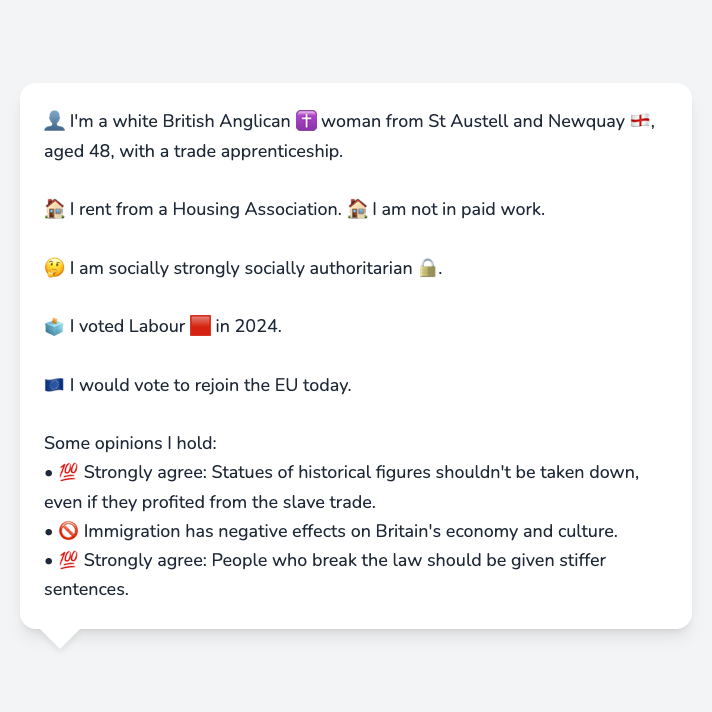 👤 I'm a white British Anglican ✝️ woman from St Austell and Newquay 🏴󠁧󠁢󠁥󠁮󠁧󠁿,
aged 48, with a trade apprenticeship.
🏠 I rent from a Housing Association. 🏠 I am not in paid work.
🤔 I am socially strongly socially authoritarian 🔒.
🗳️ I voted Labour 🟥 in 2024.
🇪🇺 I would vote to rejoin the EU today.
Some opinions I hold:
• 💯 Strongly agree: Statues of historical figures shouldn't be taken down,
even if they profited from the slave trade.
• 🚫 Immigration has negative effects on Britain's economy and culture.
• 💯 Strongly agree: People who break the law should be given stiffer
sentences.